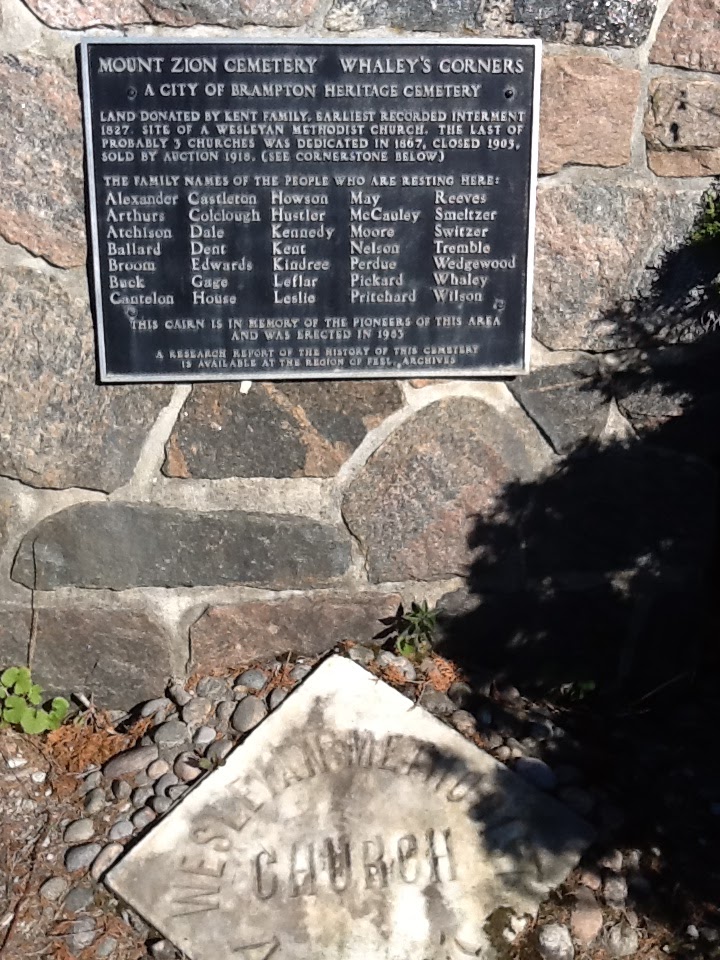 MOUNT ZION CEMETERY WHALEY'S CORNERS
A CITY OF BRAMPTON HERITAGE CEMETERY
LAND DONATED BY KENT FAMILY. EARLIEST RECORDED INTERMENT
1827. SITE OF A WESLEYAN METHODIST CHURCH. THE LAST OF
PROBABLY 3 CHURCHES WAS DEDICATED IN 1867, CLOSED 1905,
SOLD BY AUCTION 1918. (SEE CORNERSTONE BELOW)
THE FAMILY NAMES OF THE PEOPLE WHO ARE RESTING HERE:
Alexander Castleton Howson May Reeves
Arthurs Colclough Hustler McCauley Smeltzer
Atchison Dale Kennedy Moore Switzer
Ballard Dent Kent Nelson Tremble
Broom Edwards Kindree Perdue Wedgewood
Buck Gage Leflar Pickard Whaley
Cantelon House Leslie Pritchard Wilson
THIS CAIRN IS IN MEMORY OF THE PIONEERS OF THIS AREA
AND WAS ERECTED IN 1983
A RESEARCH REPORT OF THE HISTORY OF THIS CEMETERY
IS AVAILABLE AT THE REGION OF PEEL, ARCHIVES
WESLEYAN METHODIST
CHURCH